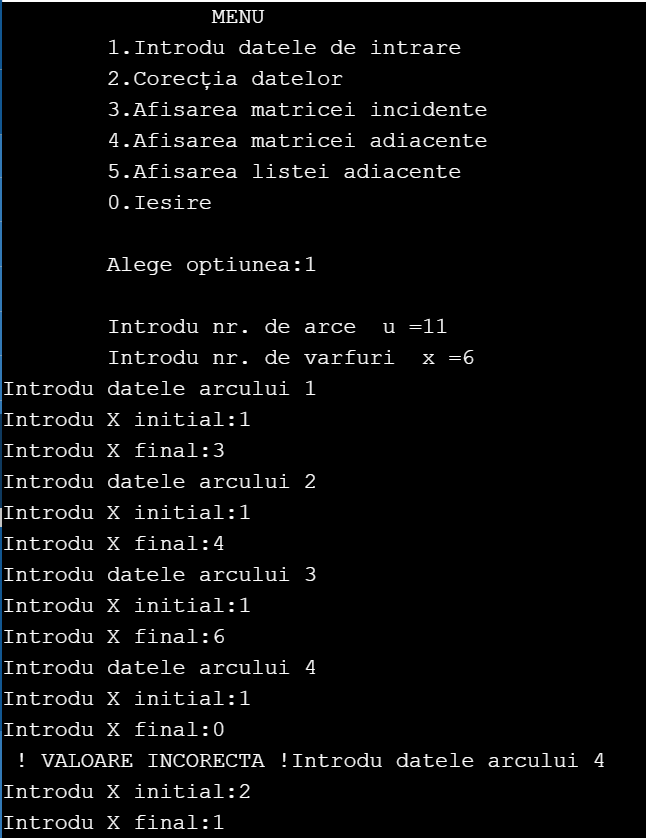 MENU
1.Introdu datele de intrare
2.Corecția datelor
3.Afisarea matricei incidente
4.Afisarea matricei adiacente
5.Afisarea listei adiacente
0.Iesire
Alege optiunea:1
Introdu nr. de arce  u =11
Introdu nr. de varfuri  x =6
Introdu datele arcului 1
Introdu X initial:1
Introdu X final:3
Introdu datele arcului 2
Introdu X initial:1
Introdu X final:4
Introdu datele arcului 3
Introdu X initial:1
Introdu X final:6
Introdu datele arcului 4
Introdu X initial:1
Introdu X final:0
! VALOARE INCORECTA !Introdu datele arcului 4
Introdu X initial:2
Introdu X final:1